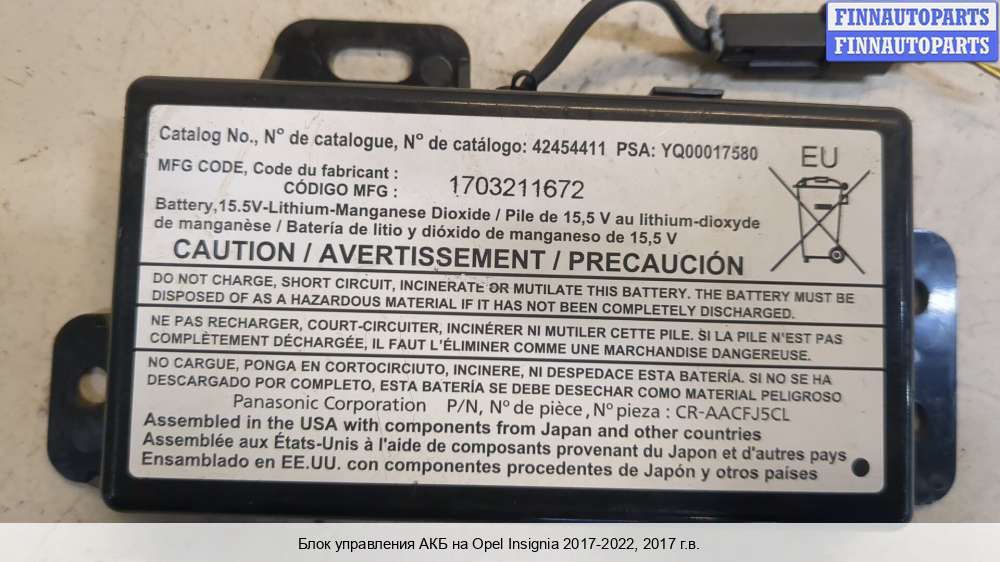 FINNAUTOPARTS
FINNAUTOPARTS
Catalog No., N° de catalogue, N° de catálogo: 42454411 PSA: YQ00017580
EU
MFG CODE, Code du fabricant :
CÓDIGO MFG : 1703211672
Battery,15.5V-Lithium-Manganese Dioxide / Pile de 15,5 V au lithium-dioxyde
de manganèse / Batería de litio y dióxido de manganeso de 15,5 V
CAUTION / AVERTISSEMENT / PRECAUCIÓN
DO NOT CHARGE, SHORT CIRCUIT, INCINERATE OR MUTILATE THIS BATTERY. THE BATTERY MUST BE
DISPOSED OF AS A HAZARDOUS MATERIAL IF IT HAS NOT BEEN COMPLETELY DISCHARGED.
NE PAS RECHARGER, COURT-CIRCUITER, INCINÉRER NI MUTILER CETTE PILE. SI LA PILE N'EST PAS
COMPLÈTEMENT DÉCHARGÉE, IL FAUT L'ÉLIMINER COMME UNE MARCHANDISE DANGEREUSE.
NO CARGUE, PONGA EN CORTOCIRCUITO, INCINERE, NI DESPEDACE ESTA BATERÍA. SI NO SE HA
DESCARGADO POR COMPLETO, ESTA BATERÍA SE DEBE DESECHAR COMO MATERIAL PELIGROSO
Panasonic Corporation P/N, N° de pièce, N° pieza : CR-AACFJ5CL
Assembled in the USA with components from Japan and other countries
Assemblée aux États-Unis à l'aide de composants provenant du Japon et d'autres pays
Ensamblado en EE.UU. con componentes procedentes de Japón y otros países
Блок управления АКБ на Opel Insignia 2017-2022, 2017 г.в.